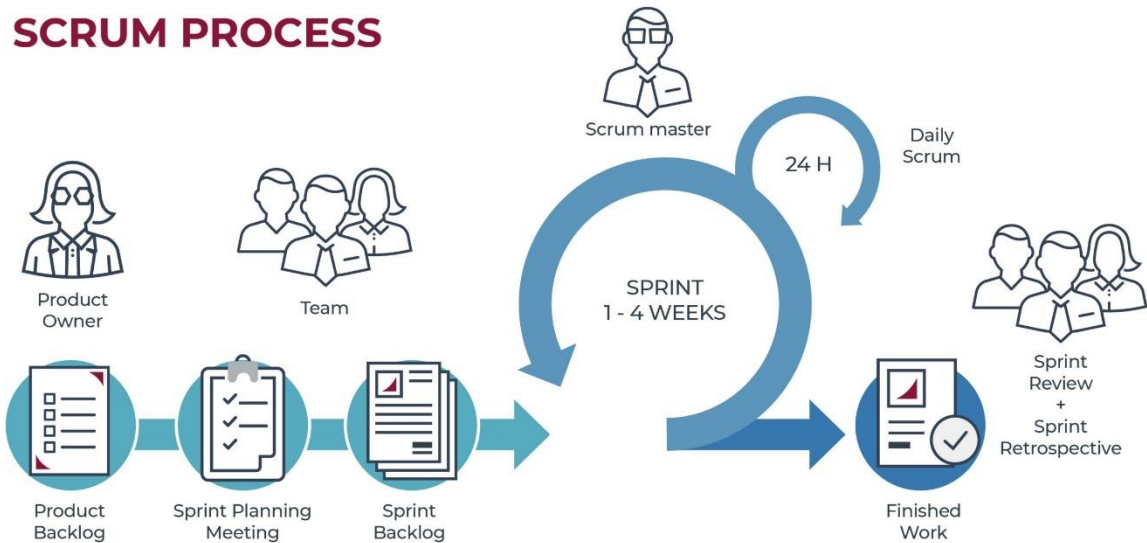 SCRUM PROCESS
Scrum master
Daily
Scrum
24 H
Product
Owner
Team
SPRINT
1 - 4 WEEKS
Sprint
Review
+
Sprint
Retrospective
Product
Backlog
Sprint Planning
Meeting
Sprint
Backlog
Finished
Work